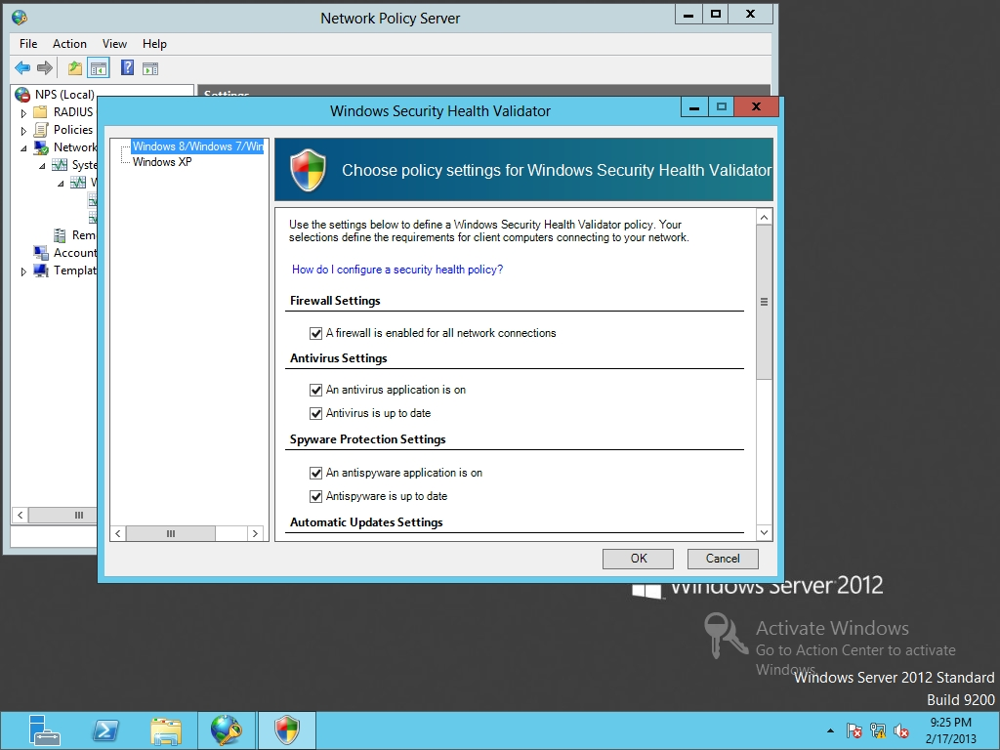 Network Policy Server
File Action View Help
NPS (Local)
RADIUS
Policies
Network
Syste
W
Rem
Account
Templat
Settings
Windows Security Health Validator
Windows 8/Windows 7/Win
Windows XP
Choose policy settings for Windows Security Health Validator
Use the settings below to define a Windows Security Health Validator policy. Your
selections define the requirements for client computers connecting to your network.
How do I configure a security health policy?
Firewall Settings
A firewall is enabled for all network connections
Antivirus Settings
An antivirus application is on
Antivirus is up to date
Spyware Protection Settings
An antispyware application is on
Antispyware is up to date
Automatic Updates Settings
OK
Cancel
Windows Server 2012
Activate Windows
Go to Action Center to activate
Windows.
Windows Server 2012 Standard
Build 9200
9:25 PM
2/17/2013